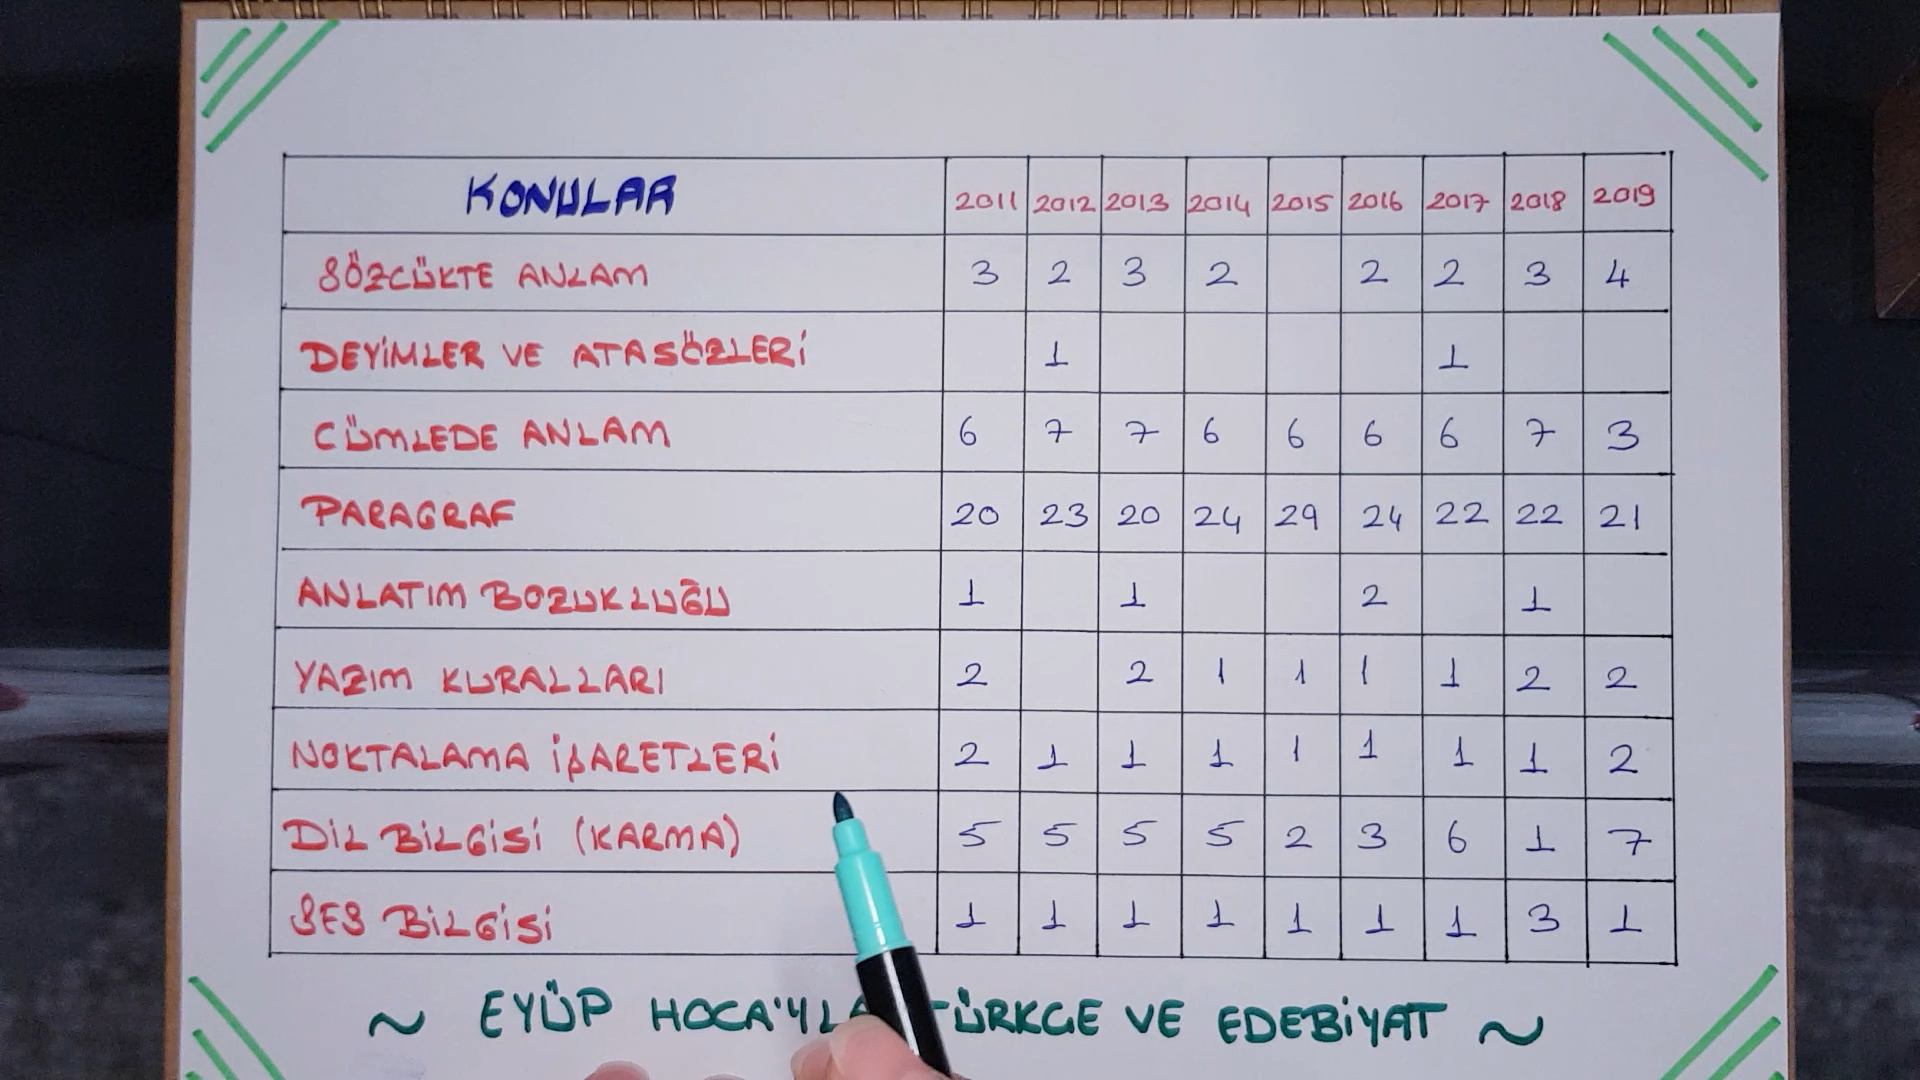 KONULAR 2011 2012 2013 2014 2015 2016 2017 2018 2019
SÖZCÜKTE ANLAM 3 2 3 2 2 2 3 4
DEYİMLER VE ATASÖZLERİ 1 1
CÜMLEDE ANLAM 6 7 7 6 6 6 6 7 3
PARAGRAF 20 23 20 24 29 24 22 22 21
ANLATIM BOZUKLUĞU 1 1 2 1
YAZIM KURALLARI 2 2 1 1 1 1 2 2
NOKTALAMA İŞARETLERİ 2 1 1 1 1 1 1 1 2
DİL BİLGİSİ (KARMA) 5 5 5 5 2 3 6 1 7
SES BİLGİSİ 1 1 1 1 1 1 1 3 1
~ EYÜP HOCA'YLA TÜRKÇE VE EDEBİYAT ~